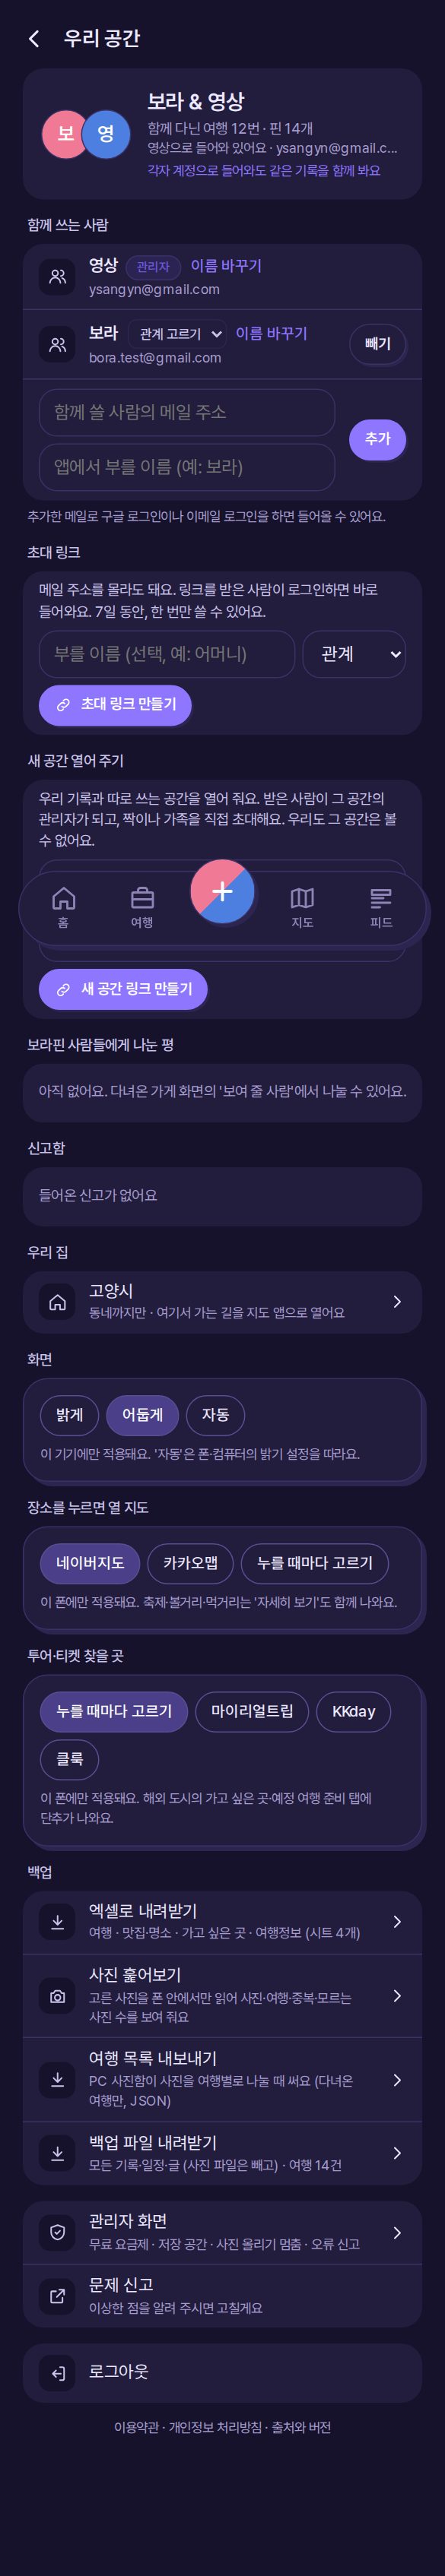 우리 공간
보 영
보라 & 영상
함께 다닌 여행 12번 · 핀 14개
영상으로 들어와 있어요 · ysangyn@gmail.c...
각자 계정으로 들어와도 같은 기록을 함께 봐요
함께 쓰는 사람
영상 관리자 이름 바꾸기
ysangyn@gmail.com
보라 관계 고르기 이름 바꾸기 빼기
bora.test@gmail.com
함께 쓸 사람의 메일 주소
추가
앱에서 부를 이름 (예: 보라)
추가한 메일로 구글 로그인이나 이메일 로그인을 하면 들어올 수 있어요.
초대 링크
메일 주소를 몰라도 돼요. 링크를 받은 사람이 로그인하면 바로
들어와요. 7일 동안, 한 번만 쓸 수 있어요.
부를 이름 (선택, 예: 어머니) 관계
초대 링크 만들기
새 공간 열어 주기
우리 기록과 따로 쓰는 공간을 열어 줘요. 받은 사람이 그 공간의
관리자가 되고, 짝이나 가족을 직접 초대해요. 우리도 그 공간은 볼
수 없어요.
홈 여행 지도 피드
새 공간 링크 만들기
보라핀 사람들에게 나눈 평
아직 없어요. 다녀온 가게 화면의 '보여 줄 사람'에서 나눌 수 있어요.
신고함
들어온 신고가 없어요
우리 집
고양시
동네까지만 · 여기서 가는 길을 지도 앱으로 열어요
화면
밝게 어둡게 자동
이 기기에만 적용돼요. '자동'은 폰·컴퓨터의 밝기 설정을 따라요.
장소를 누르면 열 지도
네이버지도 카카오맵 누를 때마다 고르기
이 폰에만 적용돼요. 축제·볼거리·먹거리는 '자세히 보기'도 함께 나와요.
투어·티켓 찾을 곳
누를 때마다 고르기 마이리얼트립 KKday
클룩
이 폰에만 적용돼요. 해외 도시의 가고 싶은 곳·예정 여행 준비 탭에
단추가 나와요.
백업
엑셀로 내려받기
여행 · 맛집·명소 · 가고 싶은 곳 · 여행정보 (시트 4개)
사진 훑어보기
고른 사진을 폰 안에서만 읽어 사진·여행·중복·모르는
사진 수를 보여 줘요
여행 목록 내보내기
PC 사진함이 사진을 여행별로 나눌 때 써요 (다녀온
여행만, JSON)
백업 파일 내려받기
모든 기록·일정·글 (사진 파일은 빼고) · 여행 14건
관리자 화면
무료 요금제 · 저장 공간 · 사진 올리기 멈춤 · 오류 신고
문제 신고
이상한 점을 알려 주시면 고칠게요
로그아웃
이용약관 · 개인정보 처리방침 · 출처와 버전